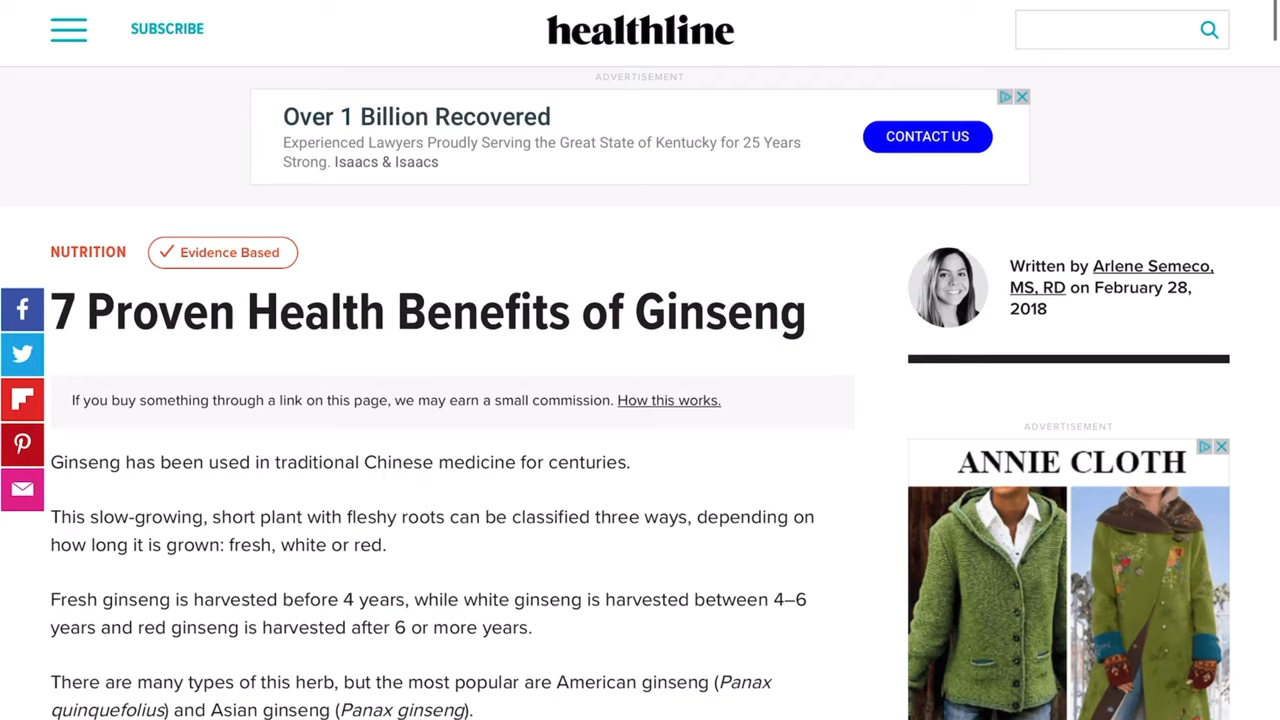 SUBSCRIBE
healthline
ADVERTISEMENT
Over 1 Billion Recovered
Experienced Lawyers Proudly Serving the Great State of Kentucky for 25 Years
Strong. Isaacs & Isaacs
CONTACT US
NUTRITION
Evidence Based
7 Proven Health Benefits of Ginseng
Written by Arlene Semeco,
MS, RD on February 28,
2018
If you buy something through a link on this page, we may earn a small commission. How this works.
Ginseng has been used in traditional Chinese medicine for centuries.
This slow-growing, short plant with fleshy roots can be classified three ways, depending on
how long it is grown: fresh, white or red.
Fresh ginseng is harvested before 4 years, while white ginseng is harvested between 4–6
years and red ginseng is harvested after 6 or more years.
There are many types of this herb, but the most popular are American ginseng (Panax
quinquefolius) and Asian ginseng (Panax ginseng).
ADVERTISEMENT
ANNIE CLOTH